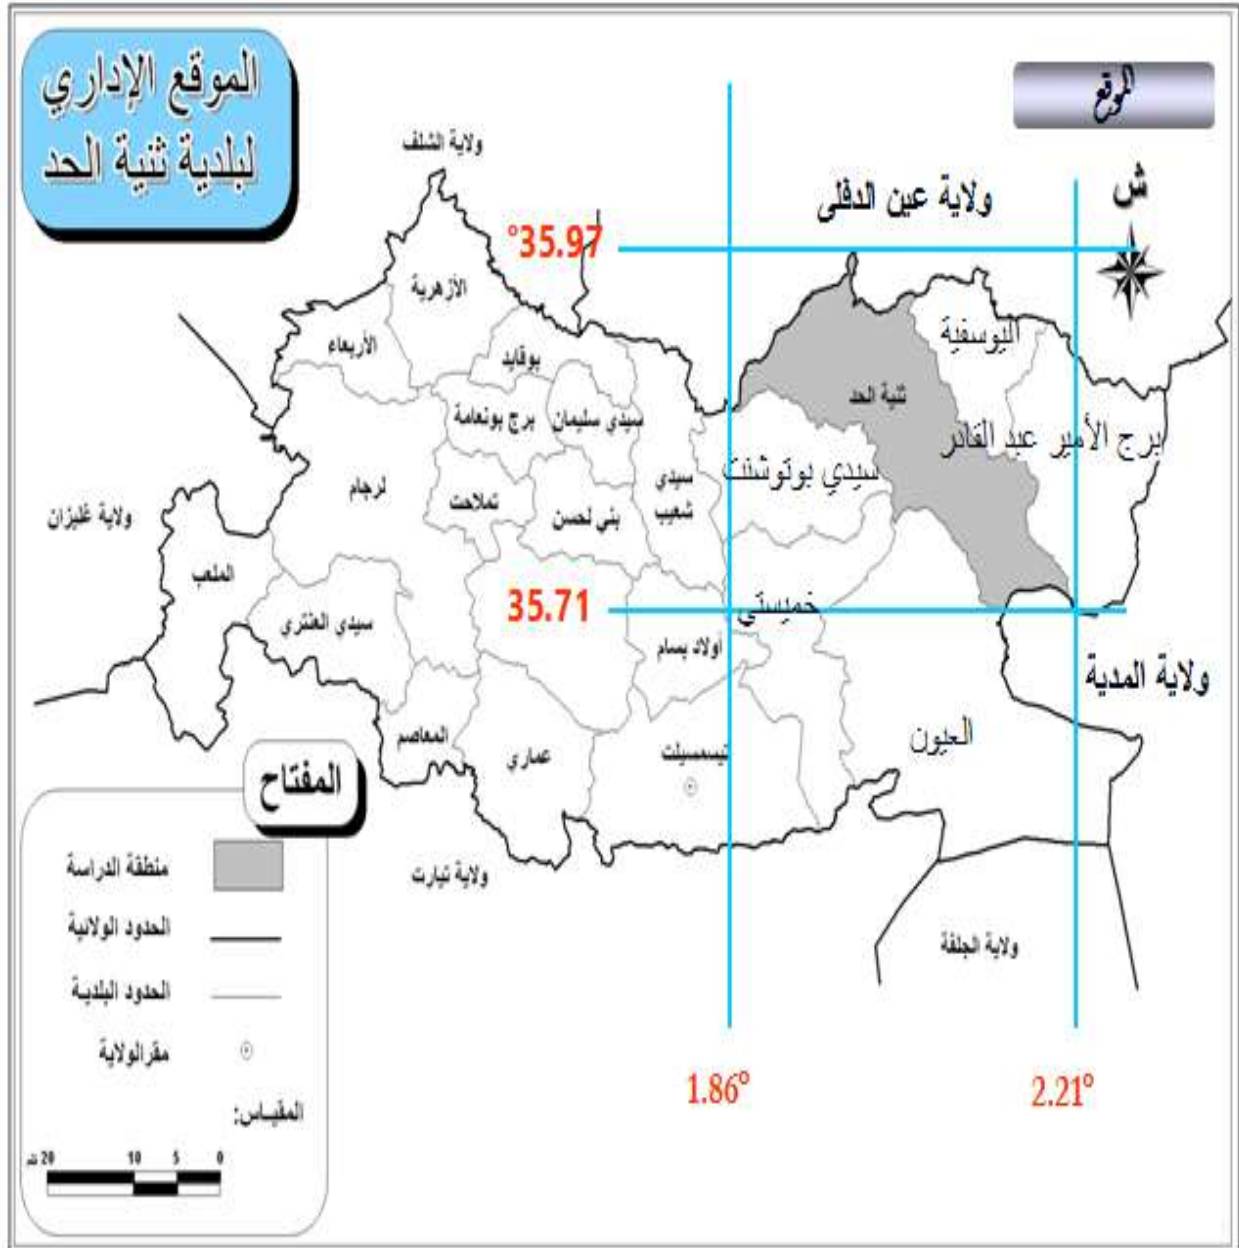 الموقع الإداري
لبلدية ثنية الحد
الموقع
ش
ولاية الشلف
ولاية عين الدفلى
°35.97
الأزهرية
اليوسفية
الأربعاء
بوقايد
ثنية الحد
برج بونعامة
سيدي سليمان
برج الأمير عبد القادر
سيدي بوتوشنت
لرجام
سيدي
شعيب
تملاحت
بني لحسن
ولاية غليزان
الملعب
35.71
خميستي
سيدي العنتري
أولاد بسام
ولاية المدية
المعاصم
عماري
تيسمسيلت
العيون
ولاية تيارت
ولاية الجلفة
1.86°
2.21°
المفتاح
منطقة الدراسة
الحدود الولائية
الحدود البلدية
مقرالولاية
المقياس:
0 5 10 20 كم